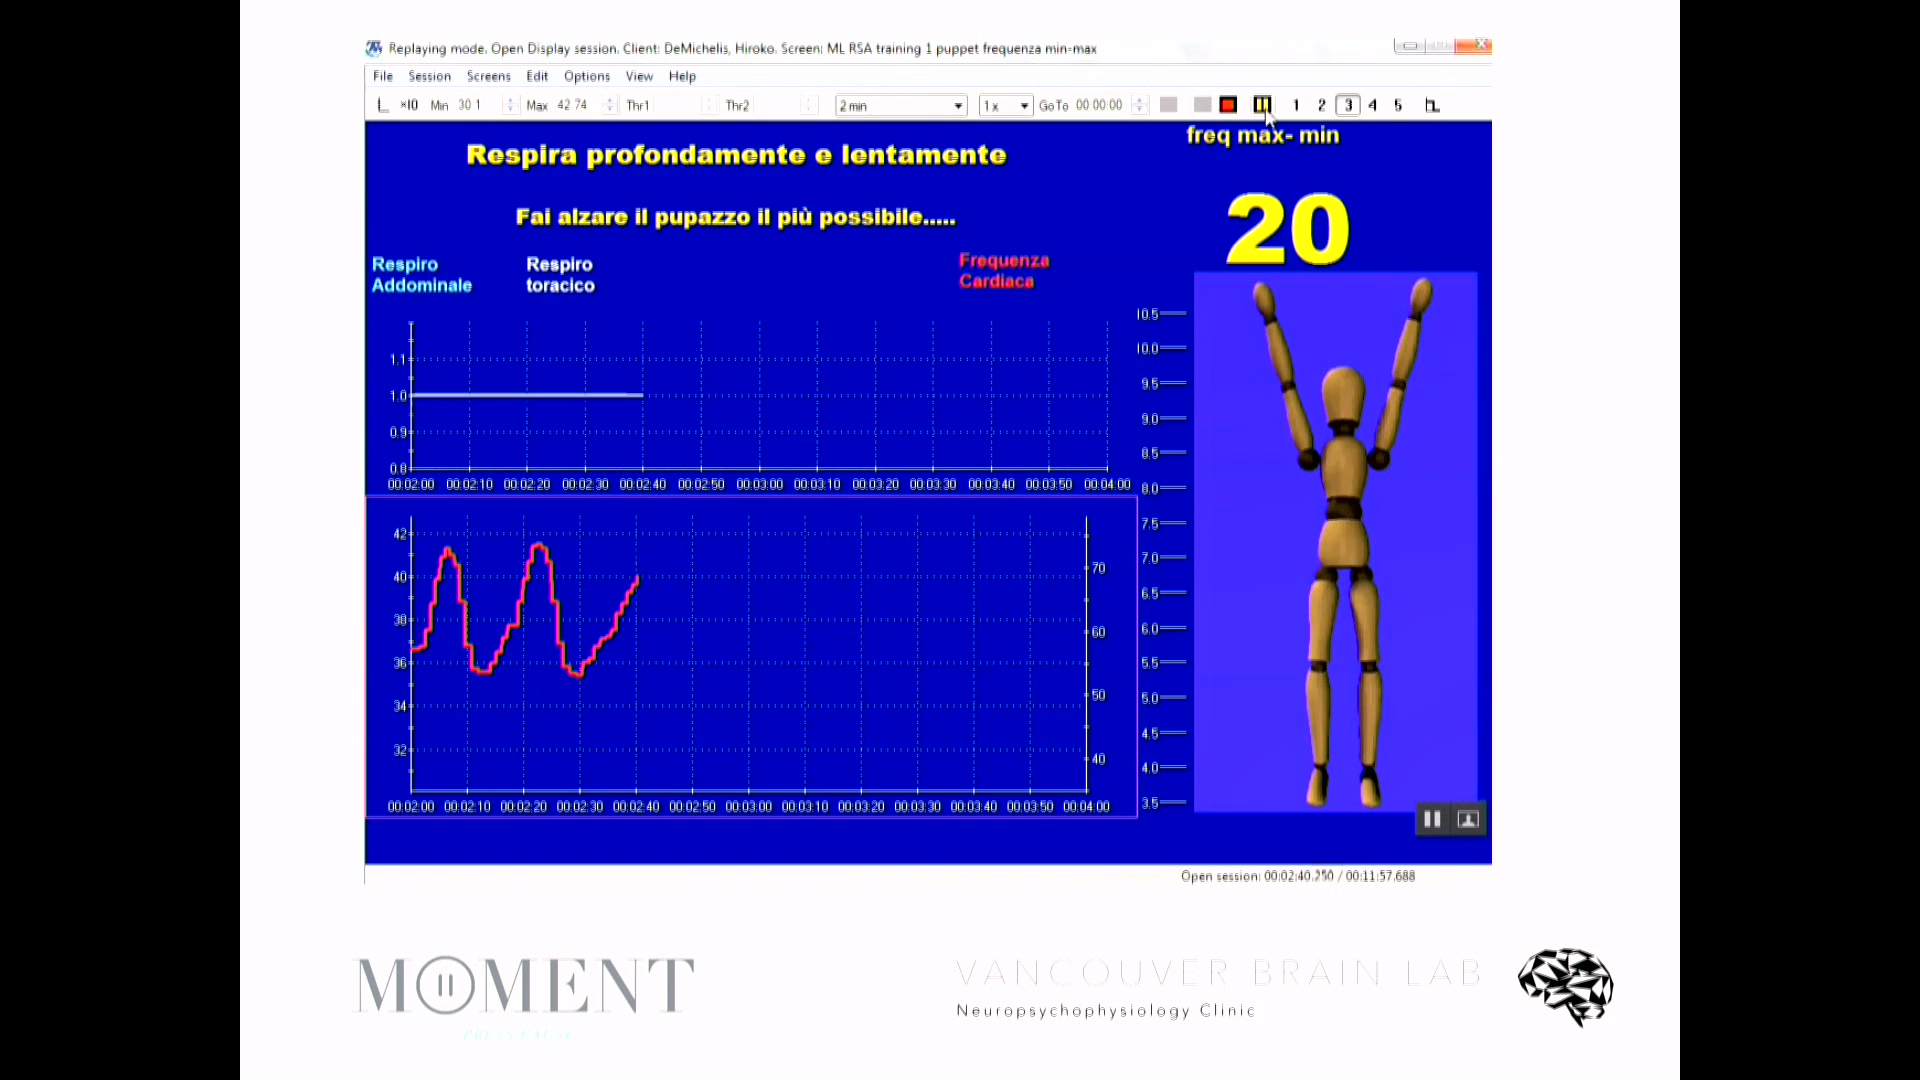 Replaying mode. Open Display session. Client: DeMichelis, Hiroko. Screen: ML RSA training 1 puppet frequenza min-max
File Session Screens Edit Options View Help
×10 Min 30 1 Max 42 74 Thr1 Thr2 2 min 1 x GoTo 00 00:00 1 2 3 4 5
freq max- min
Respira profondamente e lentamente
Fai alzare il pupazzo il più possibile.....
20
Respiro
Addominale
Respiro
toracico
Frequenza
Cardiaca
1.1
1.0
0.9
0.8
00:02:00 00:02:10 00:02:20 00:02:30 00:02:40 00:02:50 00:03:00 00:03:10 00:03:20 00:03:30 00:03:40 00:03:50 00:04:00
42
40
38
36
34
32
70
60
50
40
00:02:00 00:02:10 00:02:20 00:02:30 00:02:40 00:02:50 00:03:00 00:03:10 00:03:20 00:03:30 00:03:40 00:03:50 00:04:00
10.5
10.0
9.5
9.0
8.5
8.0
7.5
7.0
6.5
6.0
5.5
5.0
4.5
4.0
3.5
Open session: 00:02:40.250 / 00:11:57.688
MOMENT
PRESS PAUSE
VANCOUVER BRAIN LAB
Neuropsychophysiology Clinic